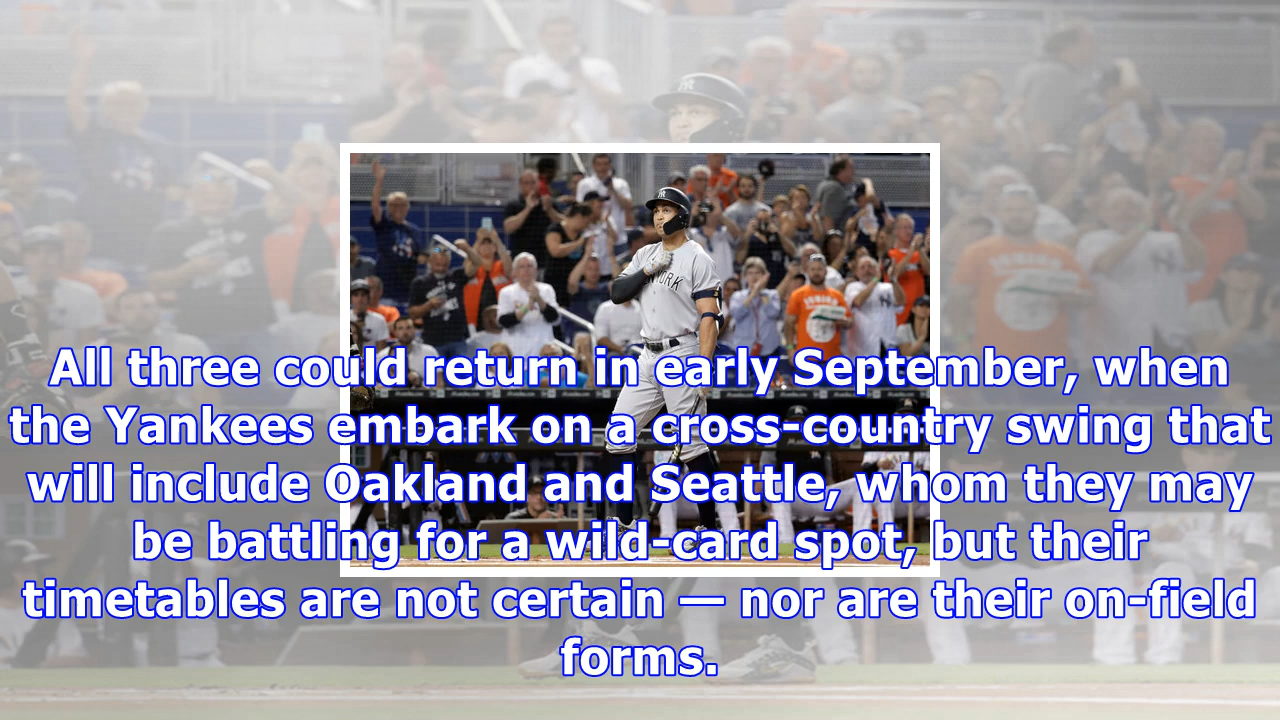 All three could return in early September, when
the Yankees embark on a cross-country swing that
will include Oakland and Seattle, whom they may
be battling for a wild-card spot, but their
timetables are not certain — nor are their on-field
forms.